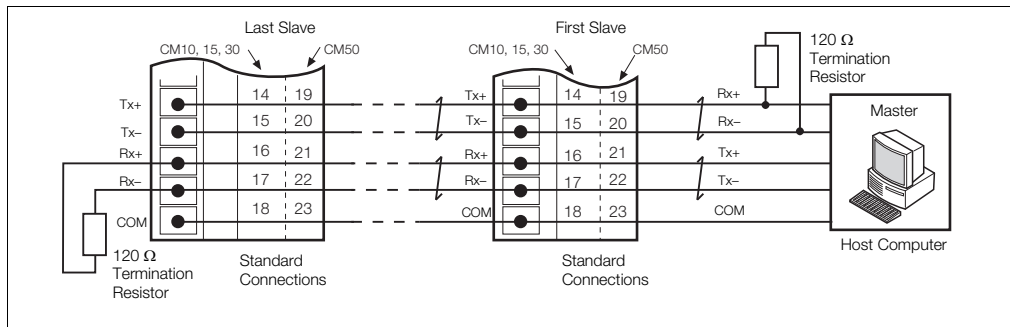 Last Slave
CM10, 15, 30
CM50
First Slave
CM10, 15, 30
CM50
120 Ω
Termination
Resistor
Tx+ 14 19 Tx+ 14 19 Rx+
Tx– 15 20 Tx– 15 20 Rx–
Rx+ 16 21 Rx+ 16 21 Tx+
Rx– 17 22 Rx– 17 22 Tx–
COM 18 23 COM 18 23 COM
Master
Host Computer
120 Ω
Termination
Resistor
Standard
Connections
Standard
Connections